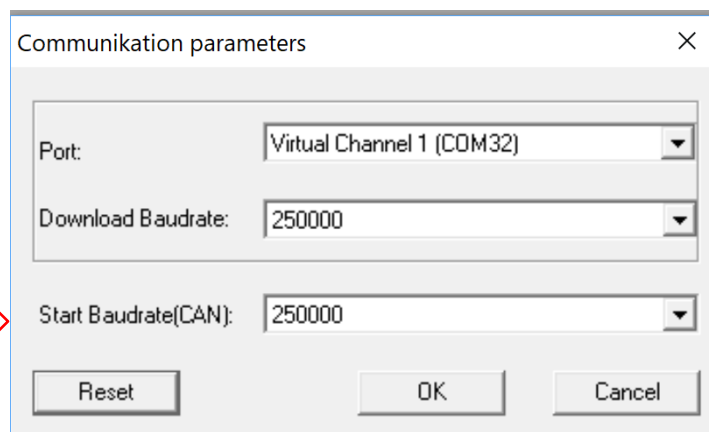 Communikation parameters
Port: Virtual Channel 1 (COM32)
Download Baudrate: 250000
Start Baudrate(CAN): 250000
Reset OK Cancel